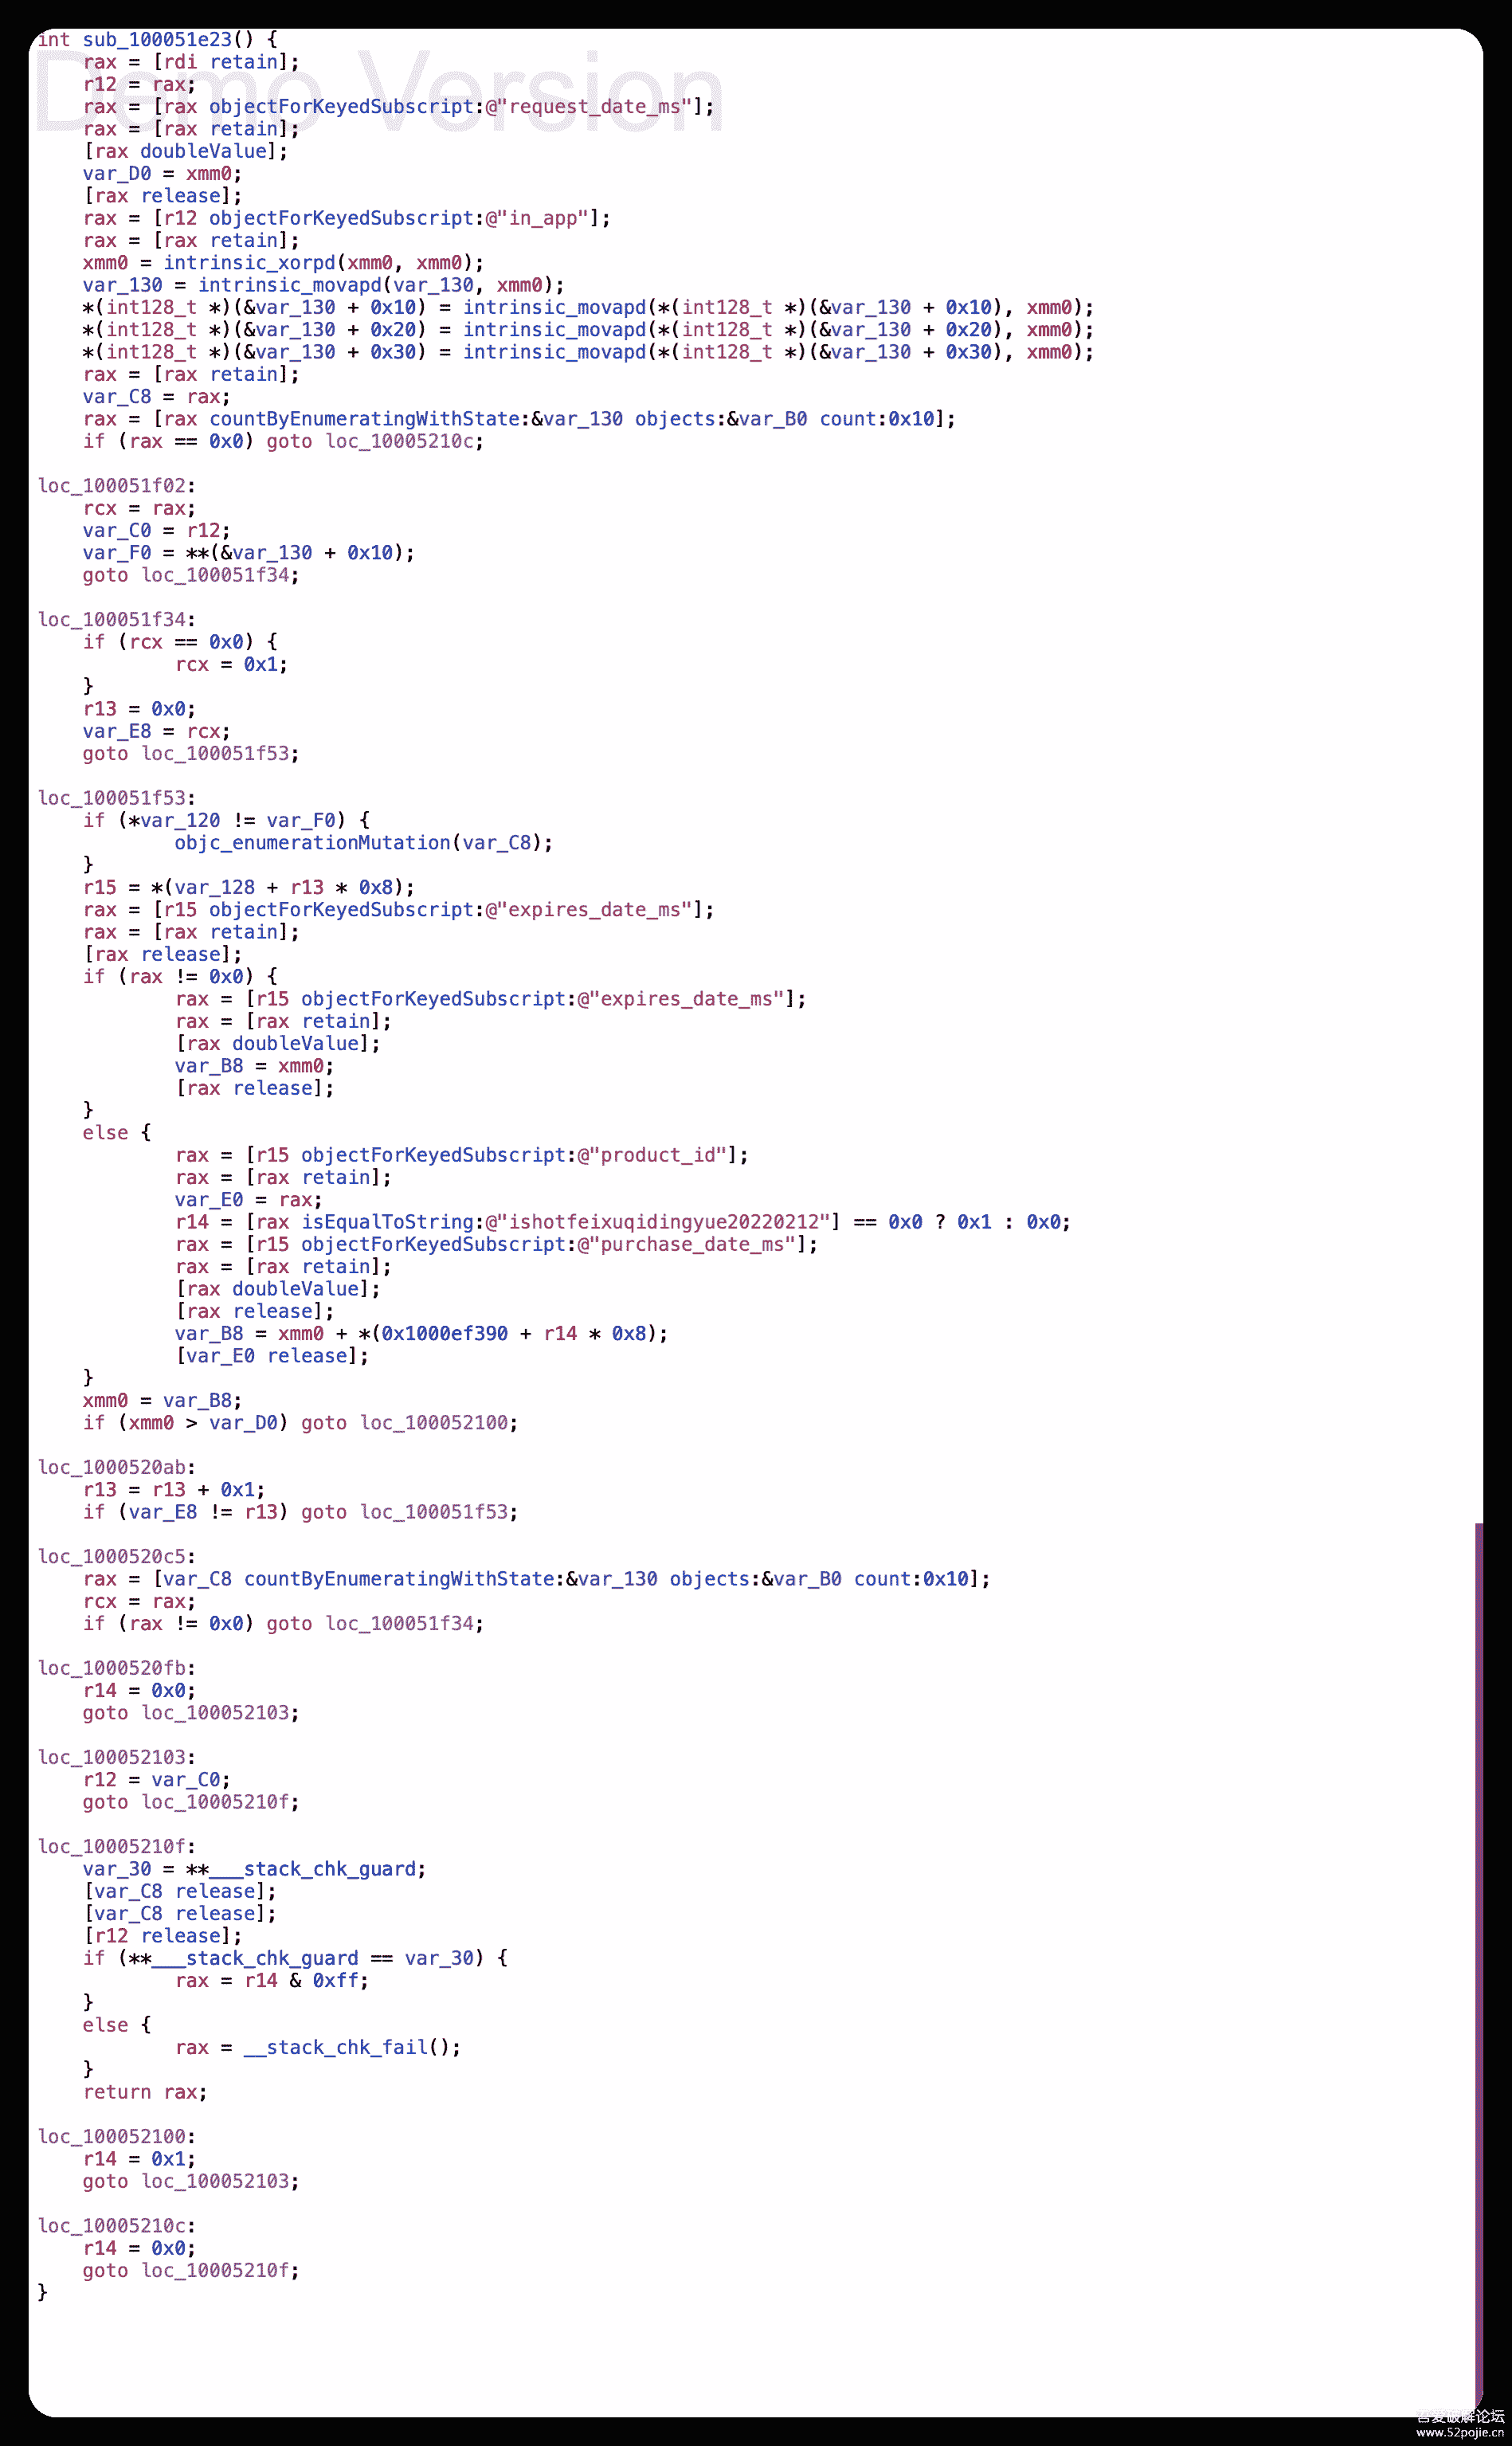 Demo Version
int sub_100051e23() {
    rax = [rdi retain];
    r12 = rax;
    rax = [rax objectForKeyedSubscript:@"request_date_ms"];
    rax = [rax retain];
    [rax doubleValue];
    var_D0 = xmm0;
    [rax release];
    rax = [r12 objectForKeyedSubscript:@"in_app"];
    rax = [rax retain];
    xmm0 = intrinsic_xorpd(xmm0, xmm0);
    var_130 = intrinsic_movapd(var_130, xmm0);
    *(int128_t *)(&var_130 + 0x10) = intrinsic_movapd(*(int128_t *)(&var_130 + 0x10), xmm0);
    *(int128_t *)(&var_130 + 0x20) = intrinsic_movapd(*(int128_t *)(&var_130 + 0x20), xmm0);
    *(int128_t *)(&var_130 + 0x30) = intrinsic_movapd(*(int128_t *)(&var_130 + 0x30), xmm0);
    rax = [rax retain];
    var_C8 = rax;
    rax = [rax countByEnumeratingWithState:&var_130 objects:&var_B0 count:0x10];
    if (rax == 0x0) goto loc_10005210c;

loc_100051f02:
    rcx = rax;
    var_C0 = r12;
    var_F0 = **(&var_130 + 0x10);
    goto loc_100051f34;

loc_100051f34:
    if (rcx == 0x0) {
            rcx = 0x1;
    }
    r13 = 0x0;
    var_E8 = rcx;
    goto loc_100051f53;

loc_100051f53:
    if (*var_120 != var_F0) {
            objc_enumerationMutation(var_C8);
    }
    r15 = *(var_128 + r13 * 0x8);
    rax = [r15 objectForKeyedSubscript:@"expires_date_ms"];
    rax = [rax retain];
    [rax release];
    if (rax != 0x0) {
            rax = [r15 objectForKeyedSubscript:@"expires_date_ms"];
            rax = [rax retain];
            [rax doubleValue];
            var_B8 = xmm0;
            [rax release];
    }
    else {
            rax = [r15 objectForKeyedSubscript:@"product_id"];
            rax = [rax retain];
            var_E0 = rax;
            r14 = [rax isEqualToString:@"ishotfeixuqidingyue20220212"] == 0x0 ? 0x1 : 0x0;
            rax = [r15 objectForKeyedSubscript:@"purchase_date_ms"];
            rax = [rax retain];
            [rax doubleValue];
            [rax release];
            var_B8 = xmm0 + *(0x1000ef390 + r14 * 0x8);
            [var_E0 release];
    }
    xmm0 = var_B8;
    if (xmm0 > var_D0) goto loc_100052100;

loc_1000520ab:
    r13 = r13 + 0x1;
    if (var_E8 != r13) goto loc_100051f53;

loc_1000520c5:
    rax = [var_C8 countByEnumeratingWithState:&var_130 objects:&var_B0 count:0x10];
    rcx = rax;
    if (rax != 0x0) goto loc_100051f34;

loc_1000520fb:
    r14 = 0x0;
    goto loc_100052103;

loc_100052103:
    r12 = var_C0;
    goto loc_10005210f;

loc_10005210f:
    var_30 = **___stack_chk_guard;
    [var_C8 release];
    [var_C8 release];
    [r12 release];
    if (**___stack_chk_guard == var_30) {
            rax = r14 & 0xff;
    }
    else {
            rax = __stack_chk_fail();
    }
    return rax;

loc_100052100:
    r14 = 0x1;
    goto loc_100052103;

loc_10005210c:
    r14 = 0x0;
    goto loc_10005210f;
}
吾爱破解论坛
www.52pojie.cn